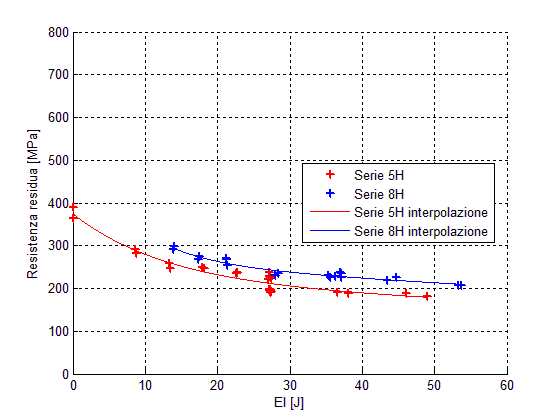 800
700
600
500
400
300
200
100
0
Resistenza residua [MPa]
Serie 5H
Serie 8H
Serie 5H interpolazione
Serie 8H interpolazione
0 10 20 30 40 50 60
EI [J]